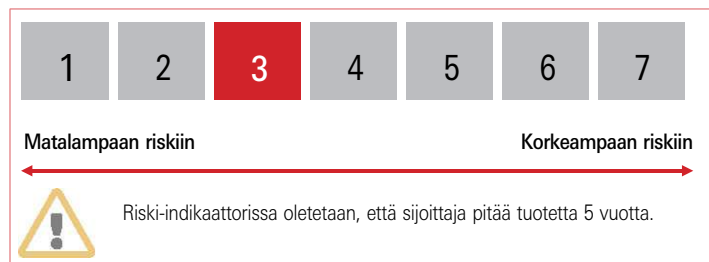 1 2 3 4 5 6 7
Matalampaan riskiin Korkeampaan riskiin
Riski-indikaattorissa oletetaan, että sijoittaja pitää tuotetta 5 vuotta.